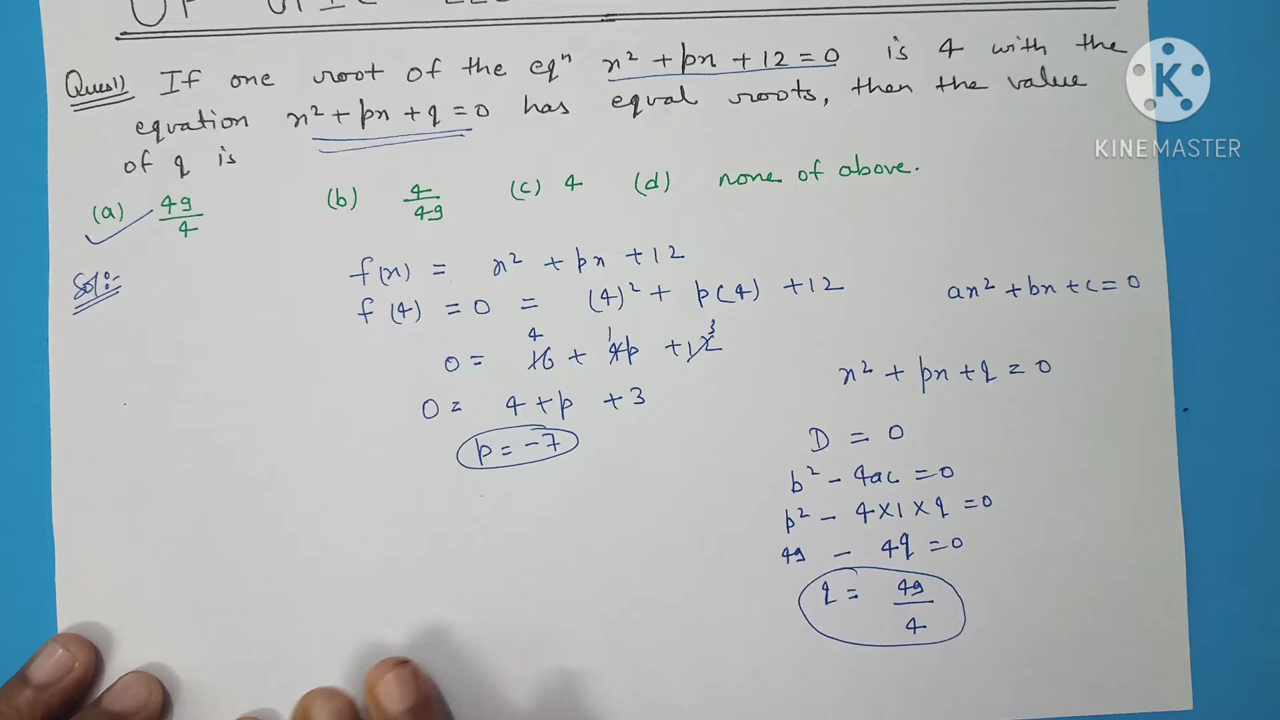 Ques1) If one root of the eqⁿ x² + px + 12 = 0 is 4 with the
equation x² + px + q = 0 has equal roots, then the value
of q is
(a) 49/4 (b) 4/49 (c) 4 (d) none of above.
Sol:-
f(x) = x² + px + 12
f(4) = 0 = (4)² + p(4) + 12
0 = 16 + 4p + 12
4 1 3
0 = 4 + p + 3
p = -7
ax² + bx + c = 0
x² + px + q = 0
D = 0
b² - 4ac = 0
p² - 4×1×q = 0
49 - 4q = 0
q = 49/4
K
KINEMASTER